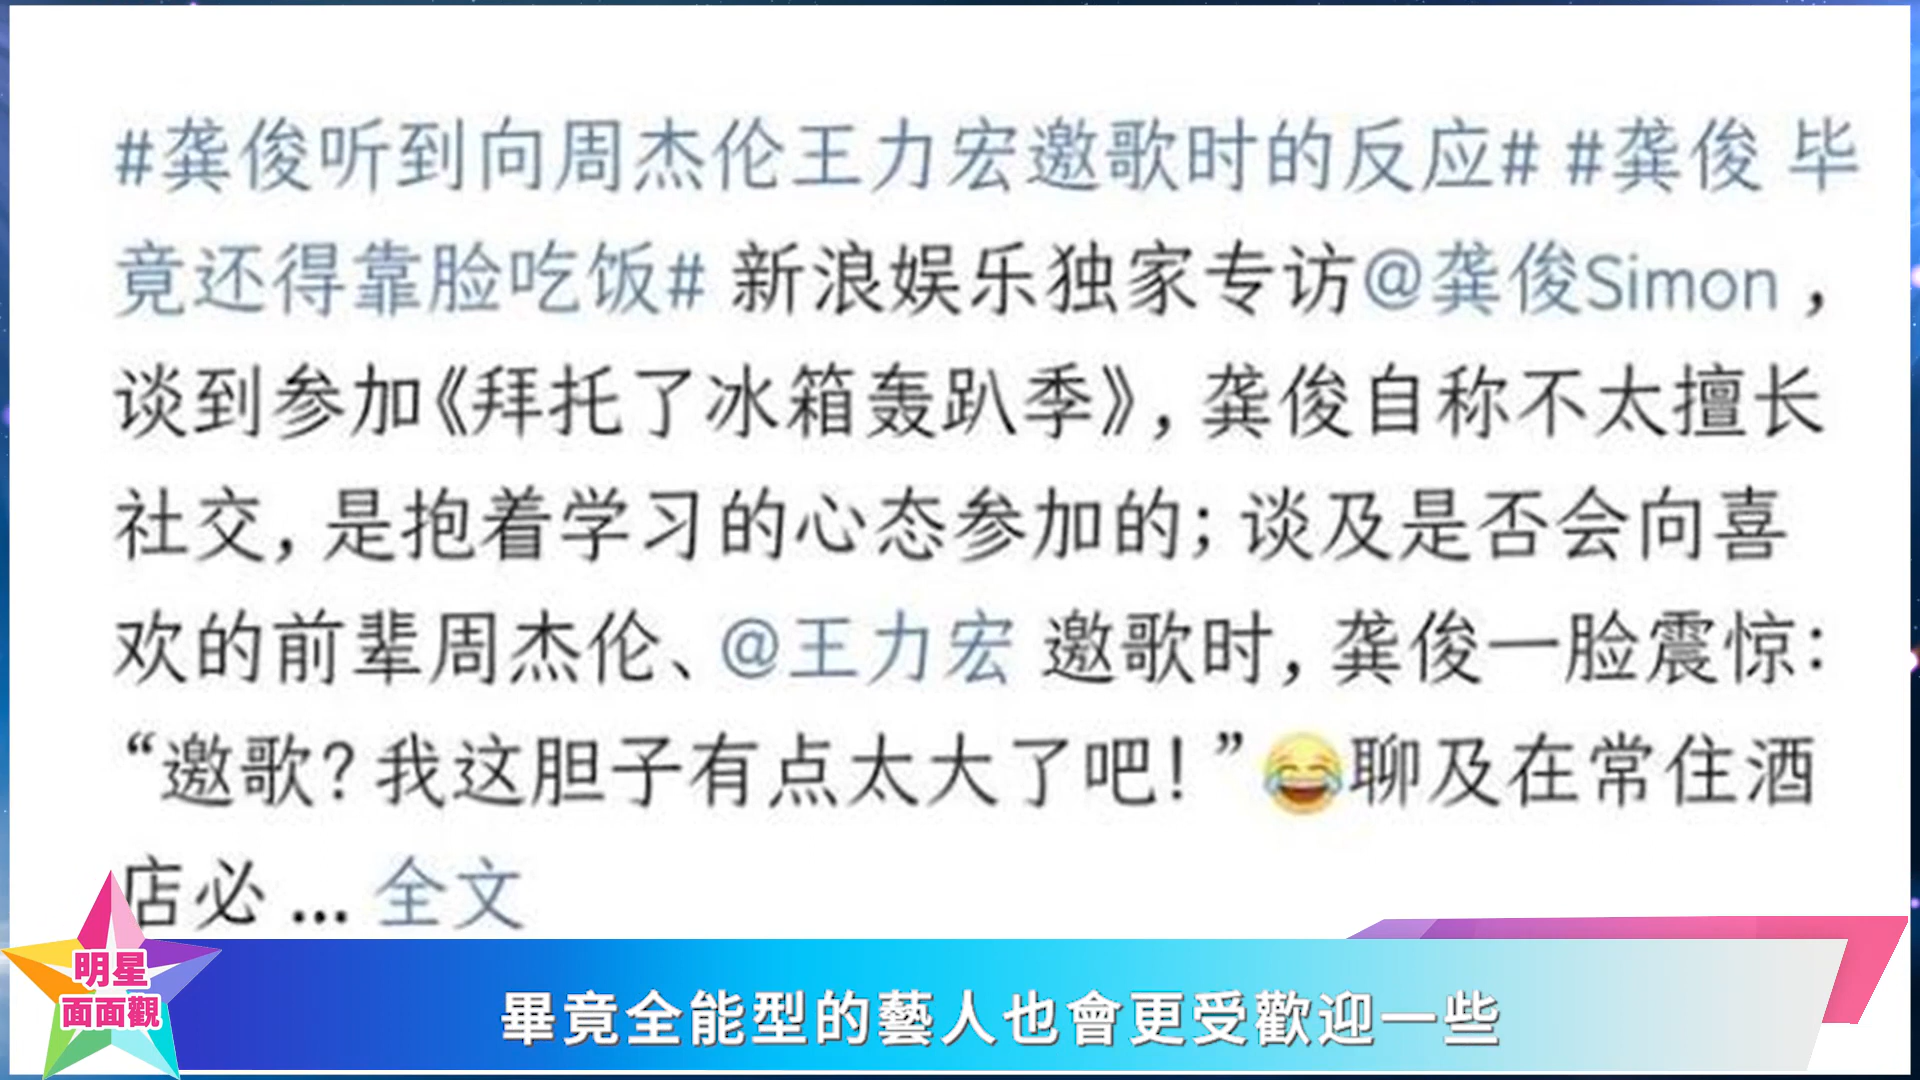 #龚俊听到向周杰伦王力宏邀歌时的反应# #龚俊 毕
竟还得靠脸吃饭# 新浪娱乐独家专访@龚俊Simon，
谈到参加《拜托了冰箱轰趴季》，龚俊自称不太擅长
社交，是抱着学习的心态参加的；谈及是否会向喜
欢的前辈周杰伦、@王力宏 邀歌时，龚俊一脸震惊：
“邀歌？我这胆子有点太大了吧！”😂聊及在常住酒
店必 ... 全文
明星
面面觀
畢竟全能型的藝人也會更受歡迎一些